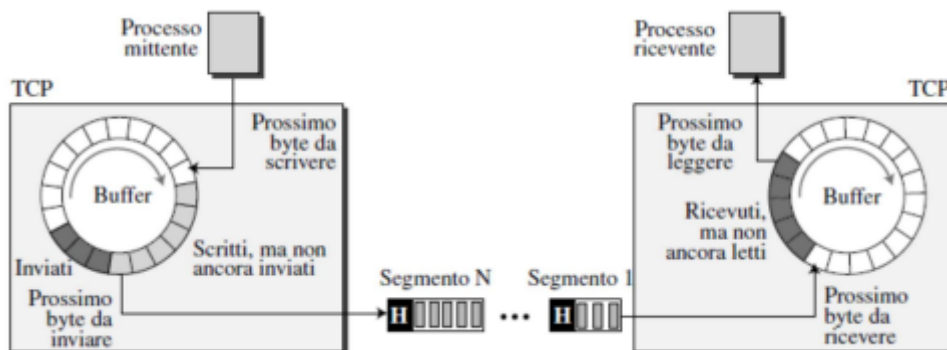 Processo
mittente
TCP
Prossimo
byte da
scrivere
Buffer
Inviati
Scritti, ma non
ancora inviati
Prossimo
byte da
inviare
Segmento N
H
...
Segmento 1
H
Processo
ricevente
TCP
Prossimo
byte da
leggere
Buffer
Ricevuti,
ma non
ancora letti
Prossimo
byte da
ricevere